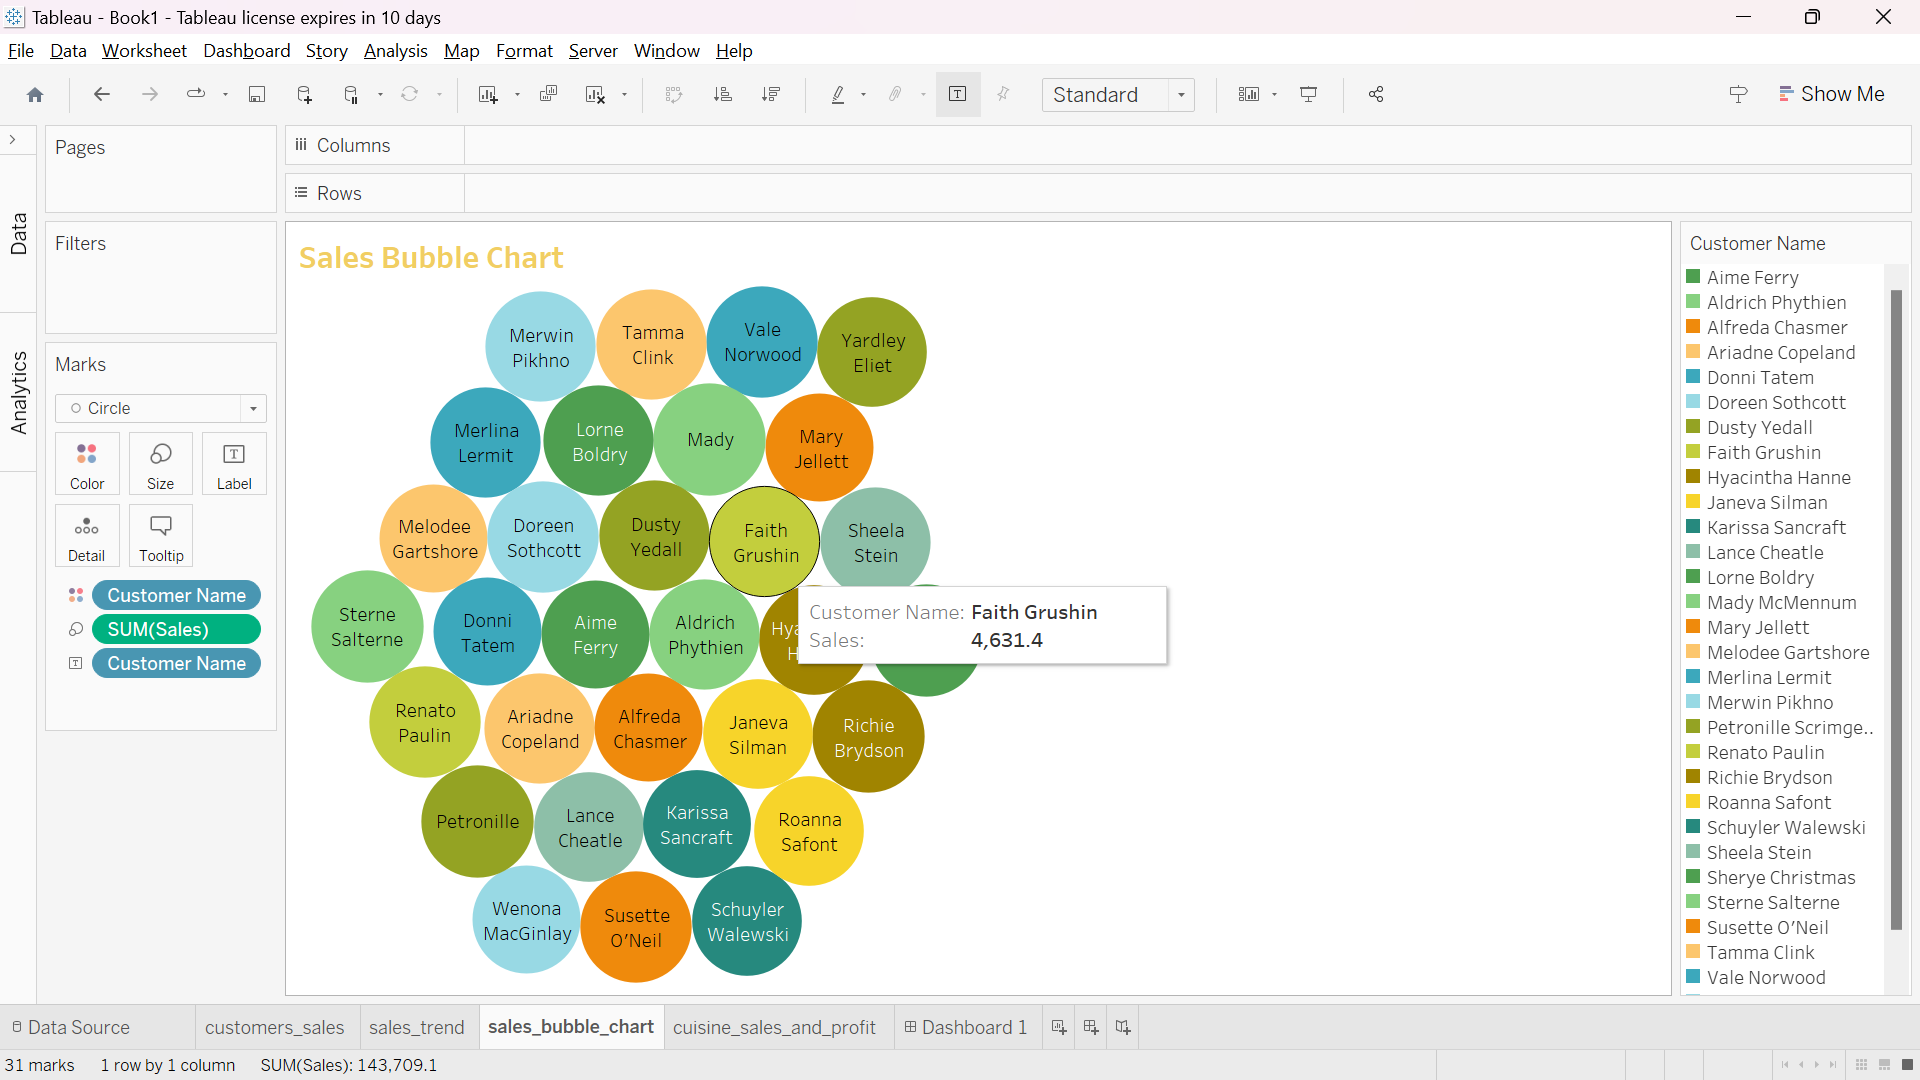 Tableau - Book1 - Tableau license expires in 10 days
File Data Worksheet Dashboard Story Analysis Map Format Server Window Help
Standard
Show Me
Data
Analytics
Pages
Filters
Marks
Circle
Color
Size
Label
Detail
Tooltip
Customer Name
SUM(Sales)
Customer Name
Columns
Rows
Sales Bubble Chart
Merwin
Pikhno
Tamma
Clink
Vale
Norwood
Yardley
Eliet
Merlina
Lermit
Lorne
Boldry
Mady
Mary
Jellett
Melodee
Gartshore
Doreen
Sothcott
Dusty
Yedall
Faith
Grushin
Sheela
Stein
Customer Name: Faith Grushin
Sales: 4,631.4
Sterne
Salterne
Donni
Tatem
Aime
Ferry
Aldrich
Phythien
Hya
H
Renato
Paulin
Ariadne
Copeland
Alfreda
Chasmer
Janeva
Silman
Richie
Brydson
Petronille
Lance
Cheatle
Karissa
Sancraft
Roanna
Safont
Wenona
MacGinlay
Susette
O'Neil
Schuyler
Walewski
Customer Name
Aime Ferry
Aldrich Phythien
Alfreda Chasmer
Ariadne Copeland
Donni Tatem
Doreen Sothcott
Dusty Yedall
Faith Grushin
Hyacintha Hanne
Janeva Silman
Karissa Sancraft
Lance Cheatle
Lorne Boldry
Mady McMennum
Mary Jellett
Melodee Gartshore
Merlina Lermit
Merwin Pikhno
Petronille Scrimge..
Renato Paulin
Richie Brydson
Roanna Safont
Schuyler Walewski
Sheela Stein
Sherye Christmas
Sterne Salterne
Susette O'Neil
Tamma Clink
Vale Norwood
Data Source
customers_sales
sales_trend
sales_bubble_chart
cuisine_sales_and_profit
Dashboard 1
31 marks 1 row by 1 column SUM(Sales): 143,709.1